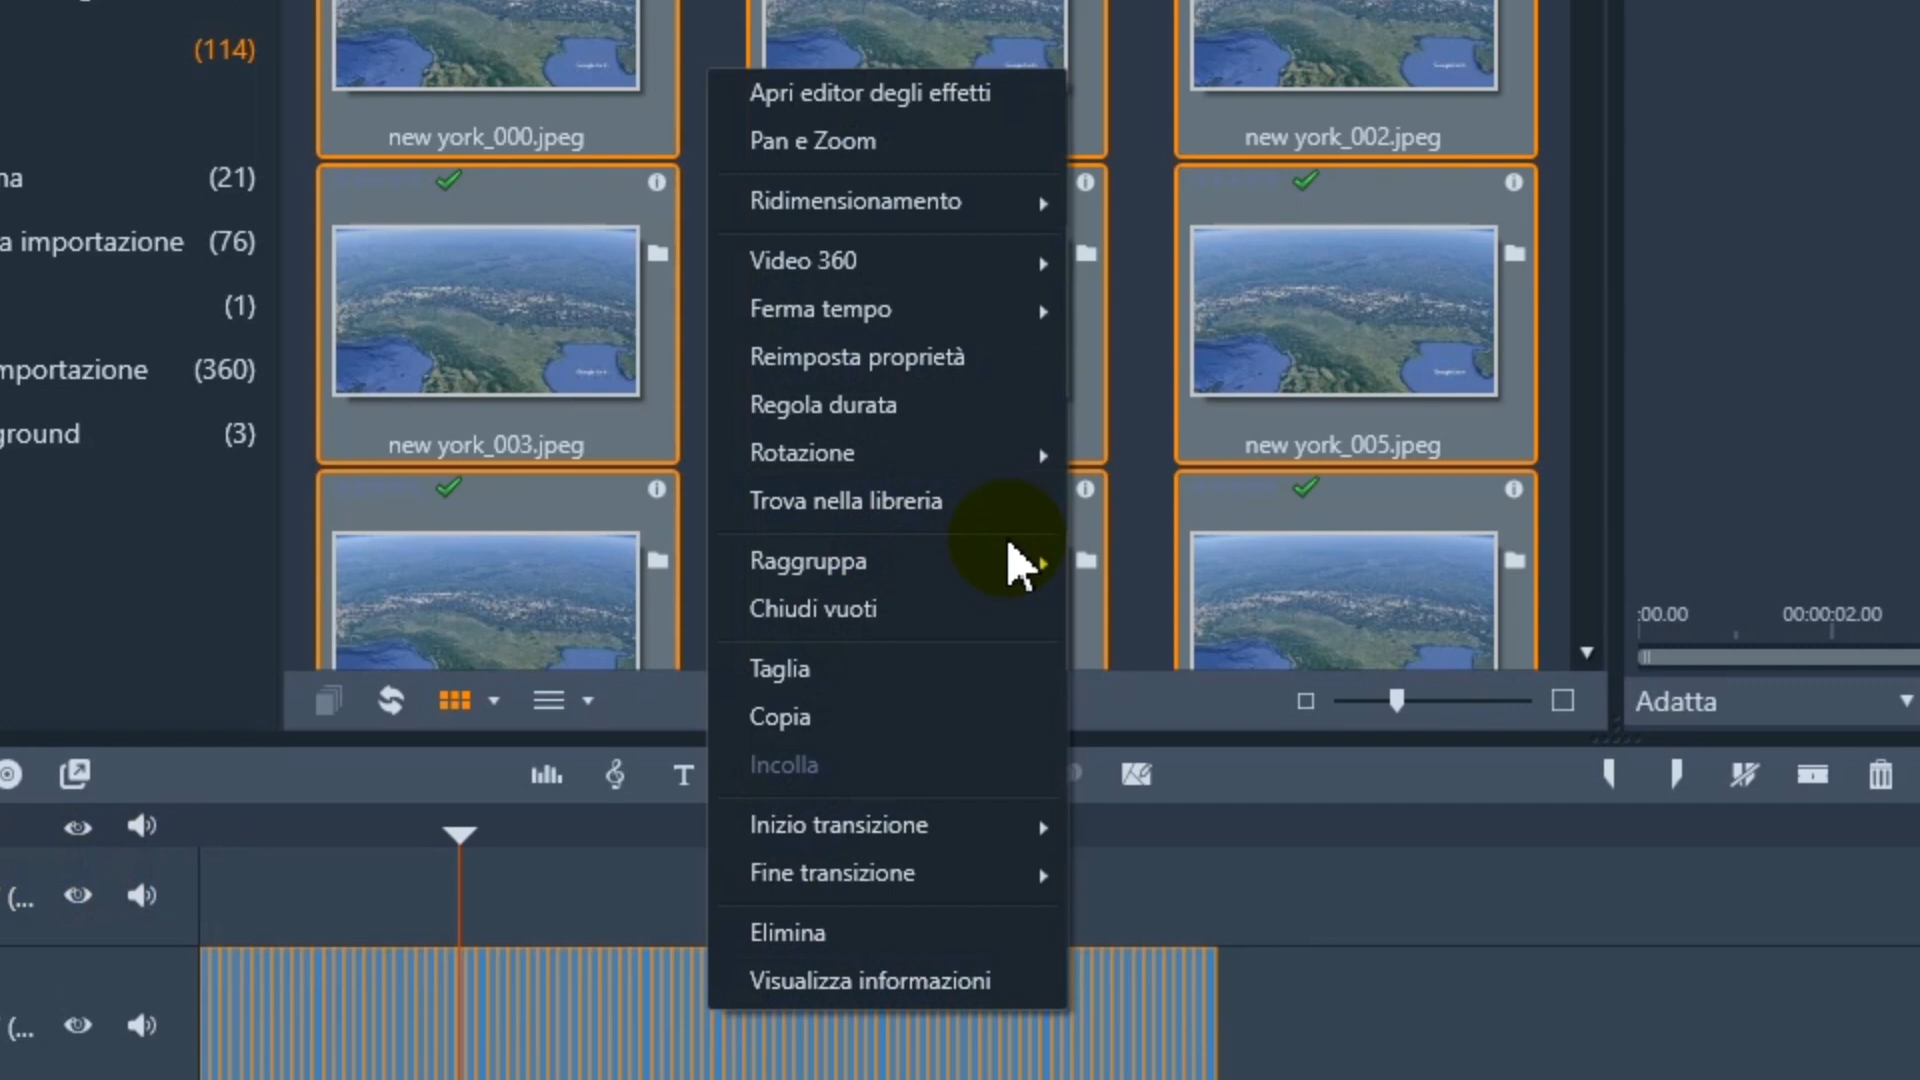 (114)
na (21)
a importazione (76)
(1)
mportazione (360)
ground (3)
new york_000.jpeg
new york_002.jpeg
new york_003.jpeg
new york_005.jpeg
Apri editor degli effetti
Pan e Zoom
Ridimensionamento
Video 360
Ferma tempo
Reimposta proprietà
Regola durata
Rotazione
Trova nella libreria
Raggruppa
Chiudi vuoti
Taglia
Copia
Incolla
Inizio transizione
Fine transizione
Elimina
Visualizza informazioni
:00.00 00:00:02.00
Adatta
T
(...
(...